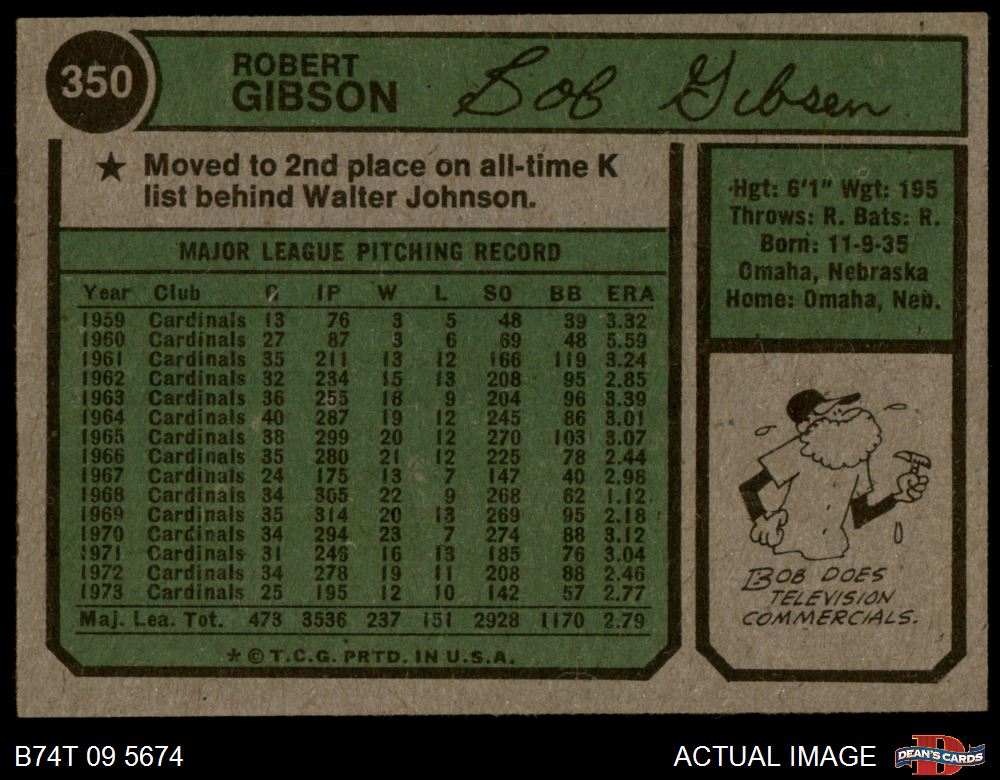 350
ROBERT
GIBSON
Bob Gibson
★ Moved to 2nd place on all-time K
list behind Walter Johnson.
MAJOR LEAGUE PITCHING RECORD
Year Club G IP W L SO BB ERA
1959 Cardinals 13 76 3 5 48 39 3.32
1960 Cardinals 27 87 3 6 69 48 5.59
1961 Cardinals 35 211 13 12 166 119 3.24
1962 Cardinals 32 234 15 13 208 95 2.85
1963 Cardinals 36 255 18 9 204 96 3.39
1964 Cardinals 40 287 19 12 245 86 3.01
1965 Cardinals 38 299 20 12 270 103 3.07
1966 Cardinals 35 280 21 12 225 78 2.44
1967 Cardinals 24 175 13 7 147 40 2.98
1968 Cardinals 34 305 22 9 268 62 1.12
1969 Cardinals 35 314 20 13 269 95 2.18
1970 Cardinals 34 294 23 7 274 88 3.12
1971 Cardinals 31 246 16 13 185 76 3.04
1972 Cardinals 34 278 19 11 208 88 2.46
1973 Cardinals 25 195 12 10 142 57 2.77
Maj. Lea. Tot. 473 3536 237 151 2928 1170 2.79
* © T.C.G. PRTD. IN U.S.A.
Hgt: 6'1" Wgt: 195
Throws: R. Bats: R.
Born: 11-9-35
Omaha, Nebraska
Home: Omaha, Neb.
BOB DOES
TELEVISION
COMMERCIALS.
B74T 09 5674
ACTUAL IMAGE
DEAN'S CARDS